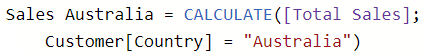 Sales Australia = CALCULATE([Total Sales];
Customer[Country] = "Australia")